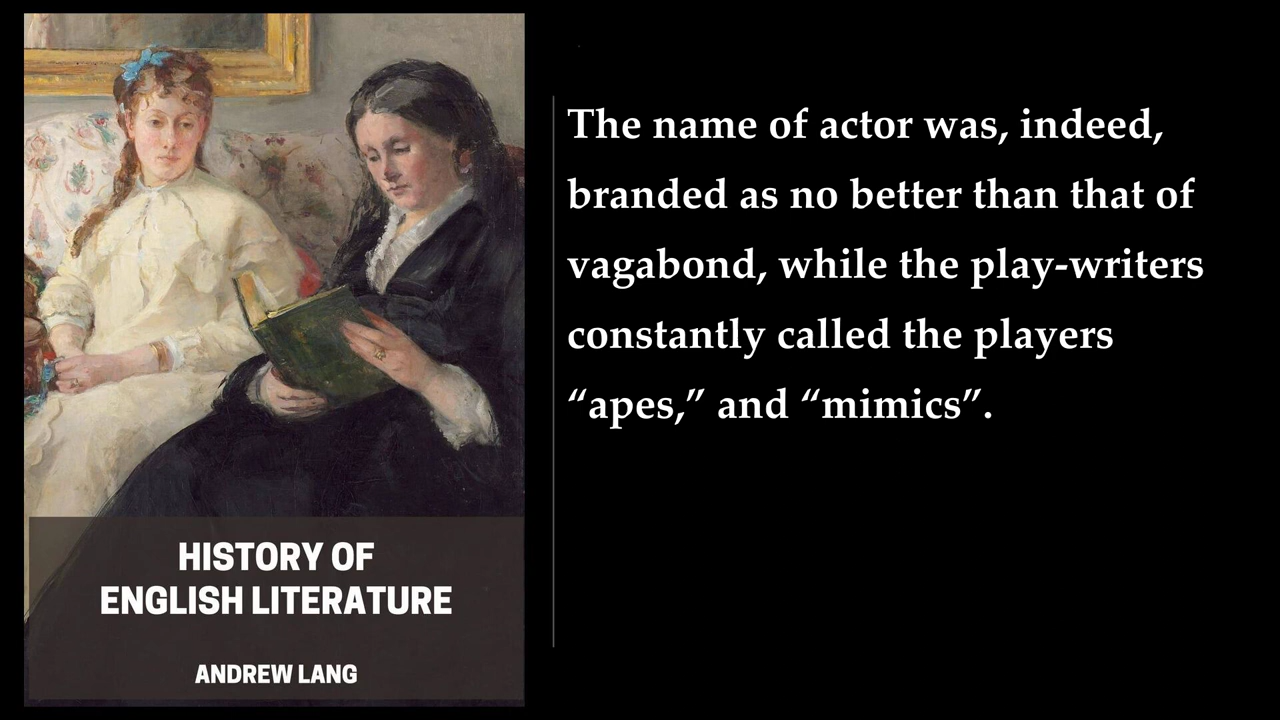 The name of actor was, indeed,
branded as no better than that of
vagabond, while the play-writers
constantly called the players
“apes,” and “mimics”.
HISTORY OF
ENGLISH LITERATURE
ANDREW LANG